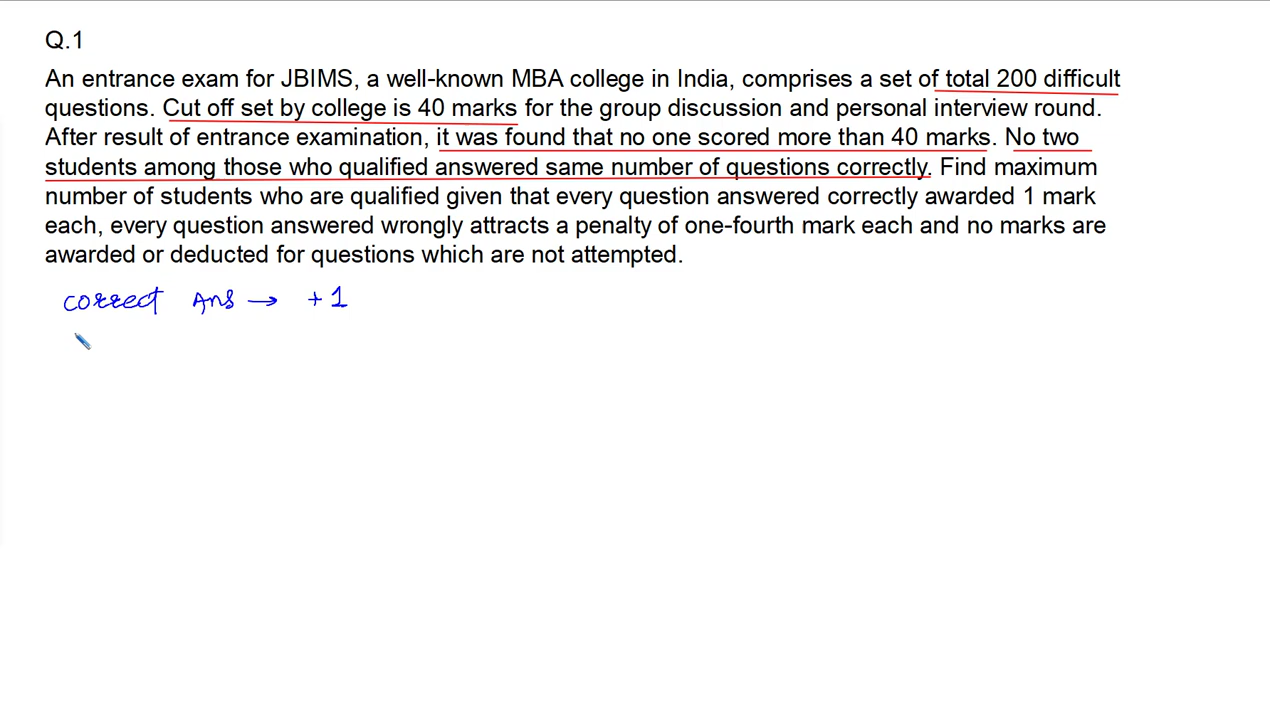 Q.1
An entrance exam for JBIMS, a well-known MBA college in India, comprises a set of total 200 difficult
questions. Cut off set by college is 40 marks for the group discussion and personal interview round.
After result of entrance examination, it was found that no one scored more than 40 marks. No two
students among those who qualified answered same number of questions correctly. Find maximum
number of students who are qualified given that every question answered correctly awarded 1 mark
each, every question answered wrongly attracts a penalty of one-fourth mark each and no marks are
awarded or deducted for questions which are not attempted.
correct Ans → +1